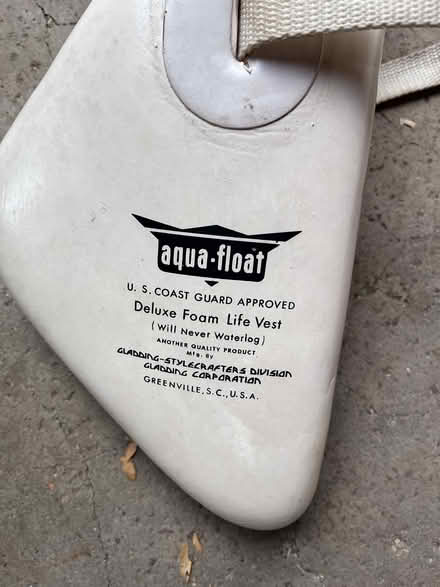 aqua-float
U. S. COAST GUARD APPROVED
Deluxe Foam Life Vest
(Will Never Waterlog)
ANOTHER QUALITY PRODUCT
MFG. BY
GLADDING-STYLECRAFTERS DIVISION
GLADDING CORPORATION
GREENVILLE, S.C., U.S.A.